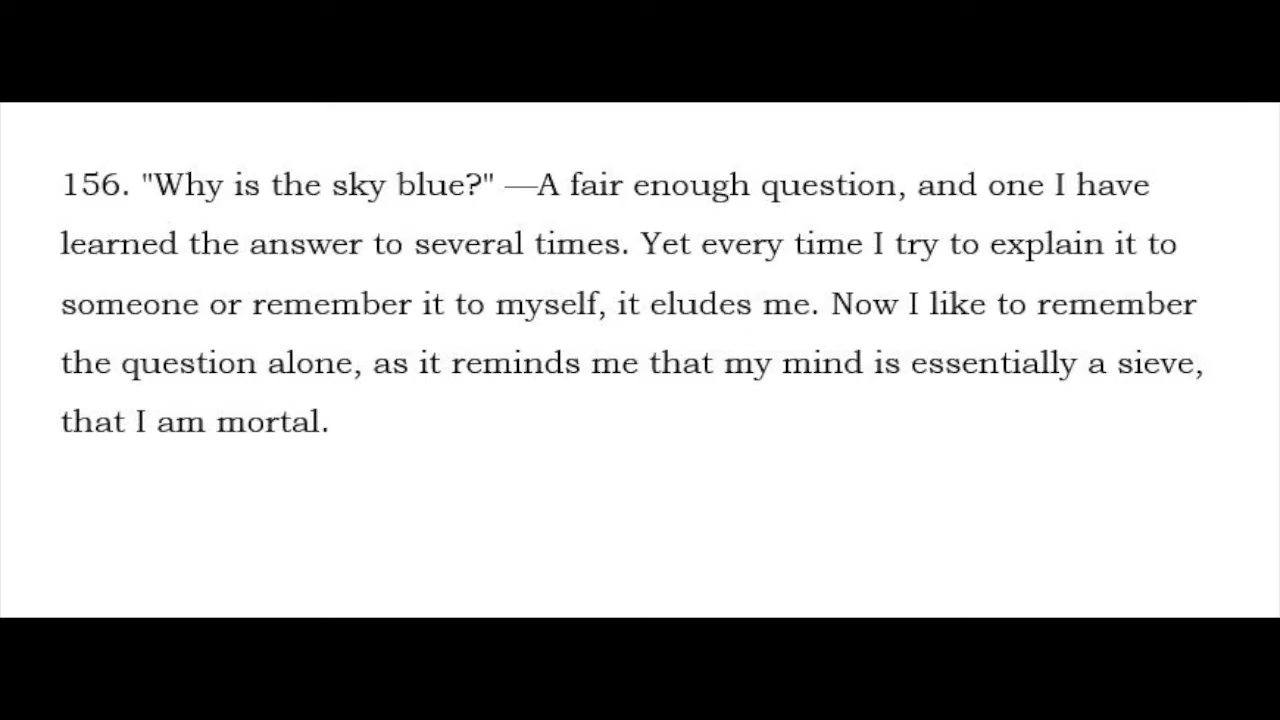 156. "Why is the sky blue?" —A fair enough question, and one I have
learned the answer to several times. Yet every time I try to explain it to
someone or remember it to myself, it eludes me. Now I like to remember
the question alone, as it reminds me that my mind is essentially a sieve,
that I am mortal.